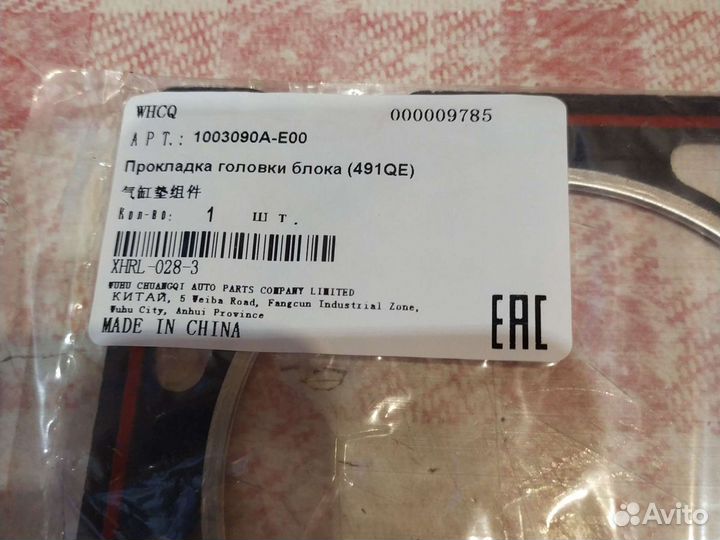 WHCQ
000009785
АРТ.: 1003090A-E00
Прокладка головки блока (491QE)
气缸垫组件
Кол-во: 1 шт.
XHRL-028-3
WUHU CHUANGQI AUTO PARTS COMPANY LIMITED
КИТАЙ, 5 Weiba Road, Fangcun Industrial Zone,
Wuhu City, Anhui Province
MADE IN CHINA
EAC
Avito